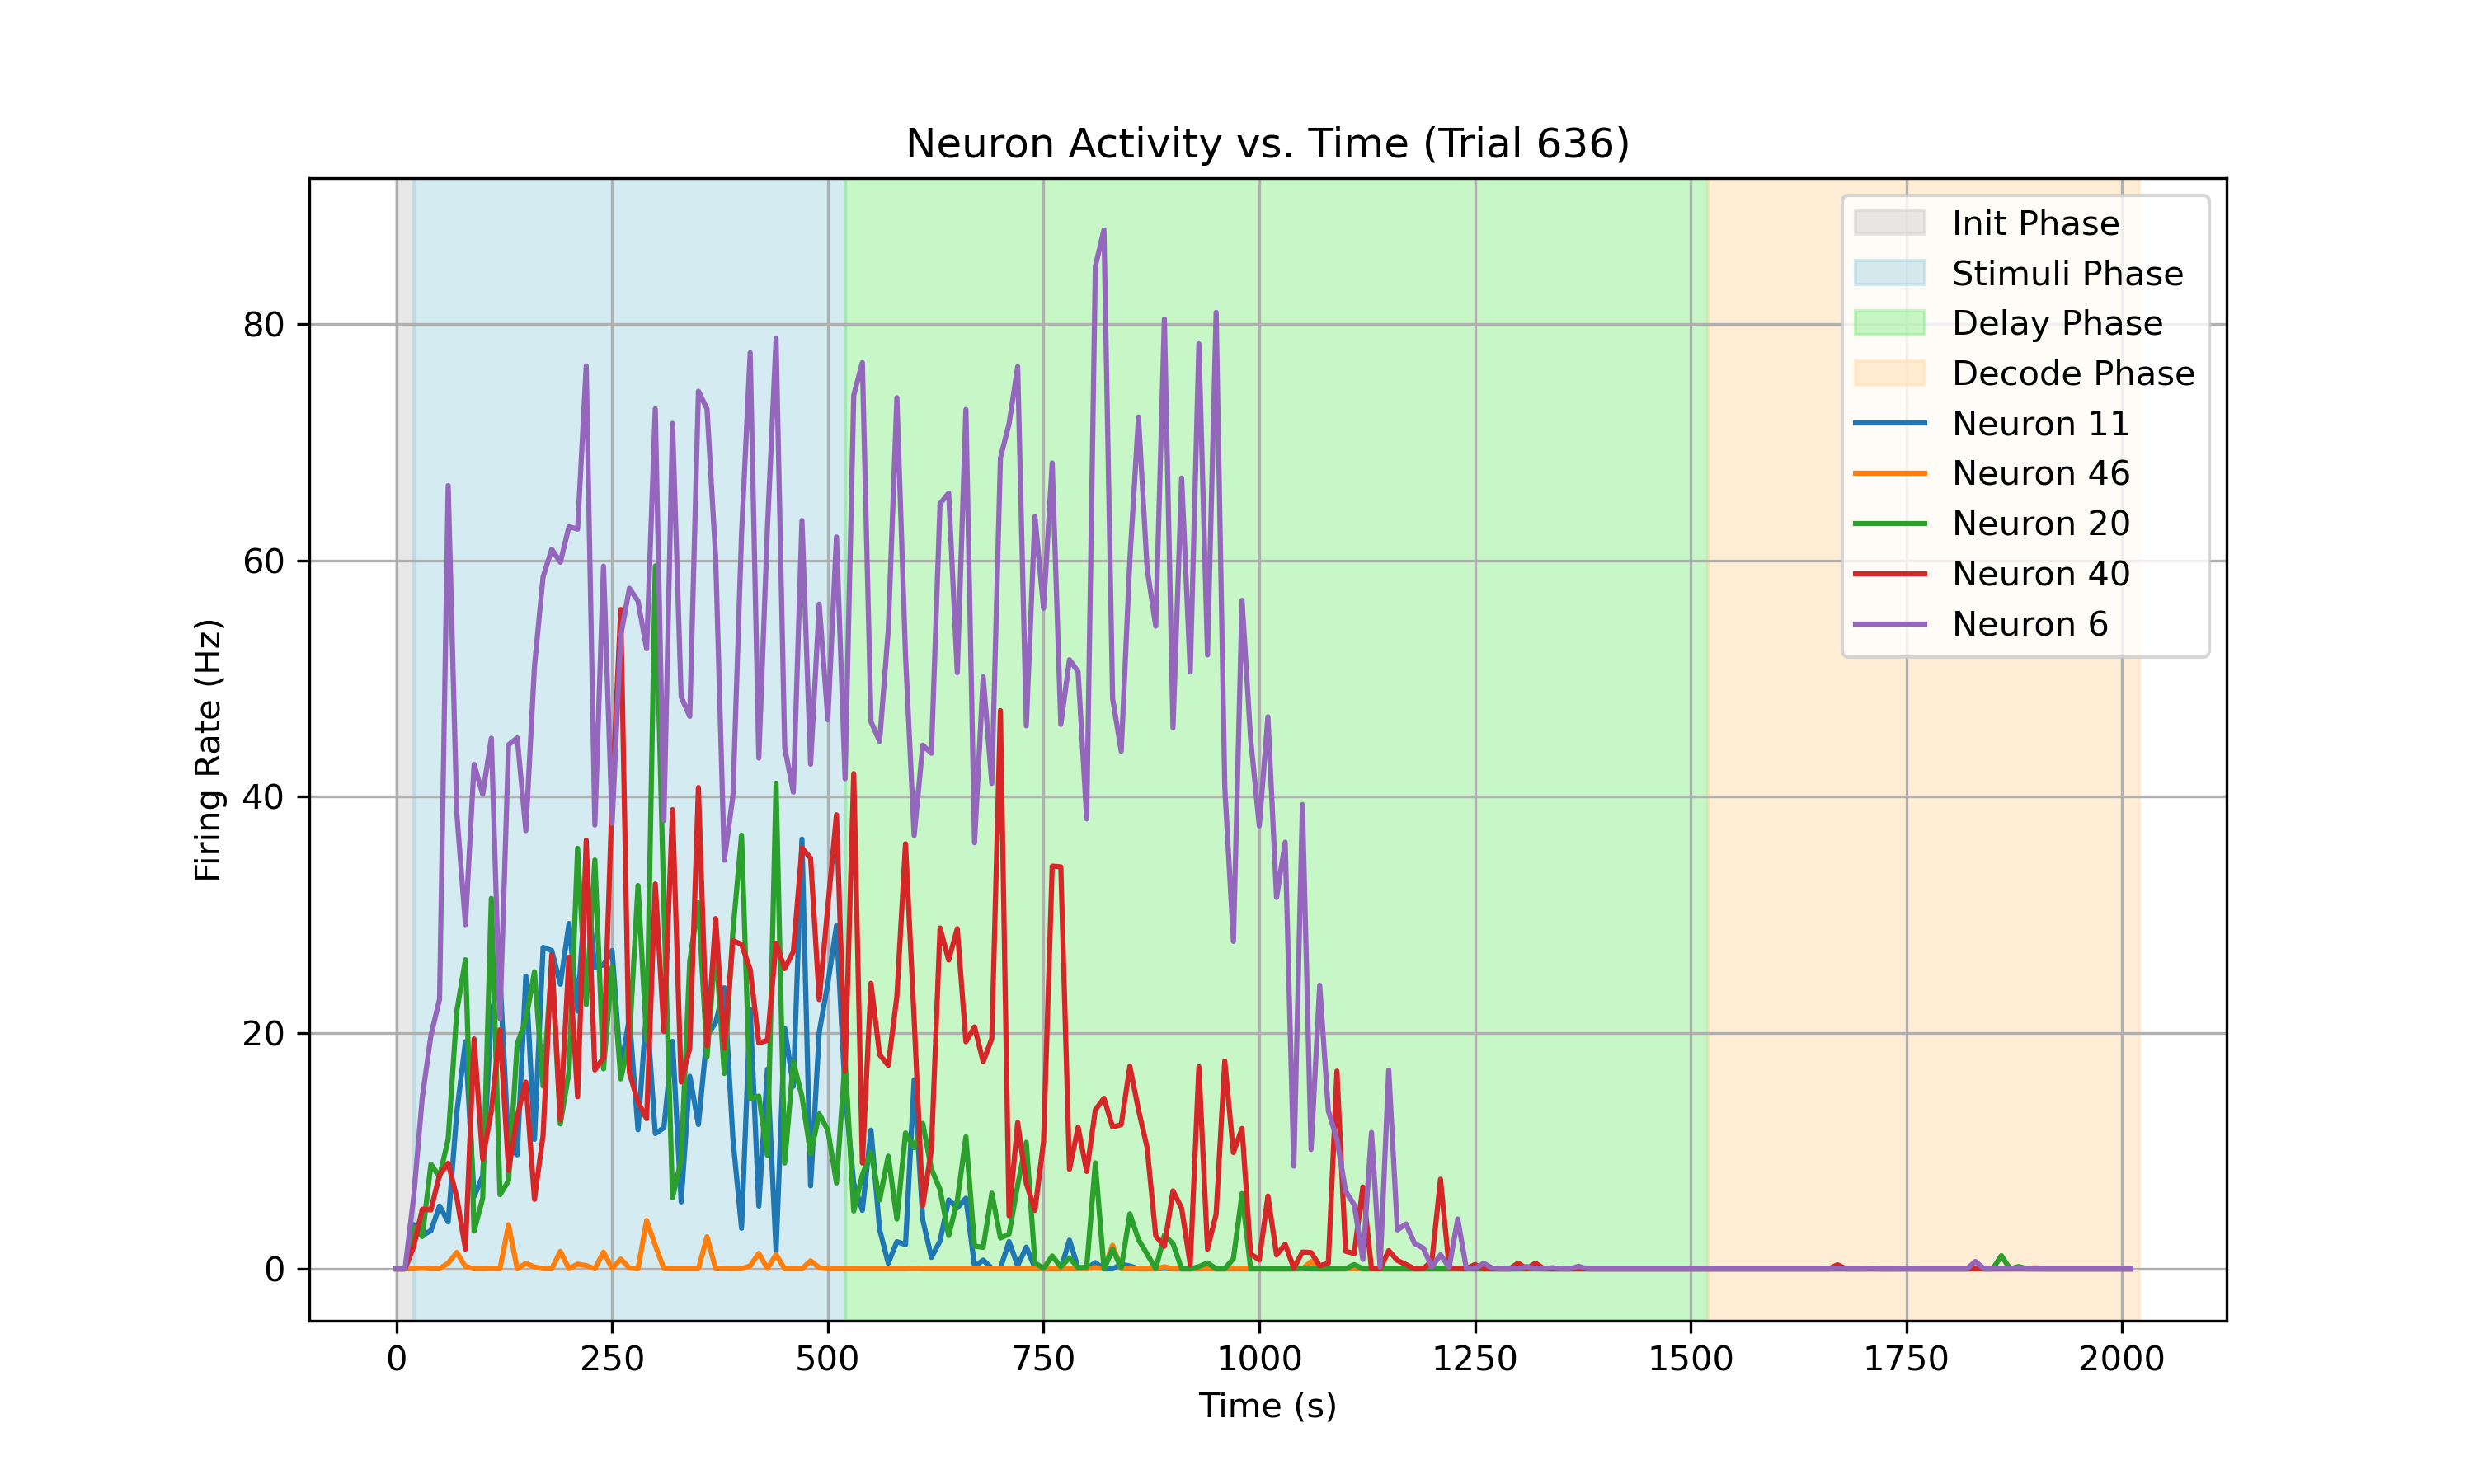 Neuron Activity vs. Time (Trial 636)
Init Phase
Stimuli Phase
Delay Phase
Decode Phase
Neuron 11
Neuron 46
Neuron 20
Neuron 40
Neuron 6
Firing Rate (Hz)
80
60
40
20
0
0 250 500 750 1000 1250 1500 1750 2000
Time (s)